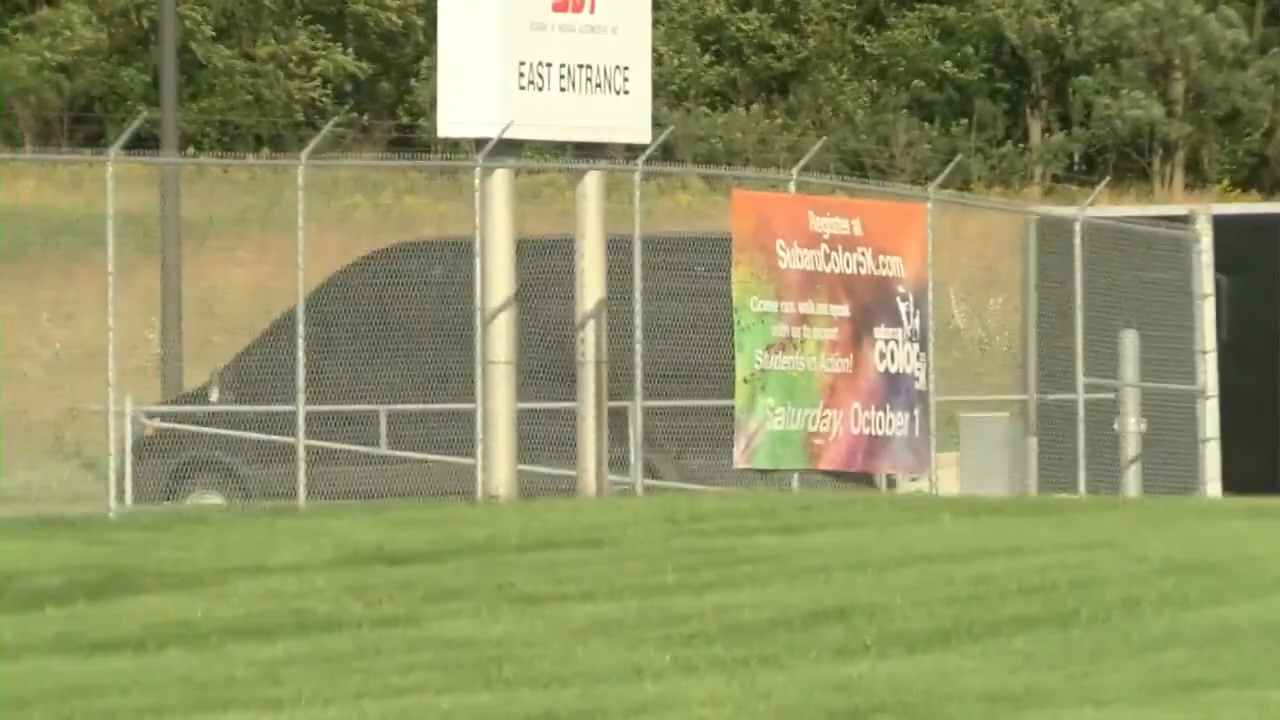 EAST ENTRANCE
Register at
SubaruColor5K.com
Come run, walk or
with us to support
Students in Action!
Saturday, October 1
subaru
color
5K